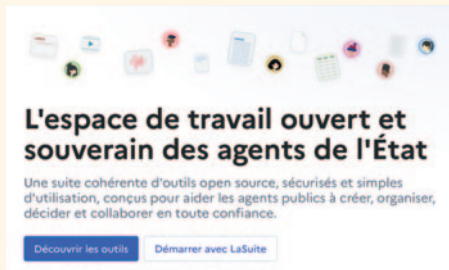 L'espace de travail ouvert et
souverain des agents de l'État
Une suite cohérente d'outils open source, sécurisés et simples
d'utilisation, conçus pour aider les agents publics à créer, organiser,
décider et collaborer en toute confiance.
Découvrir les outils
Démarrer avec LaSuite